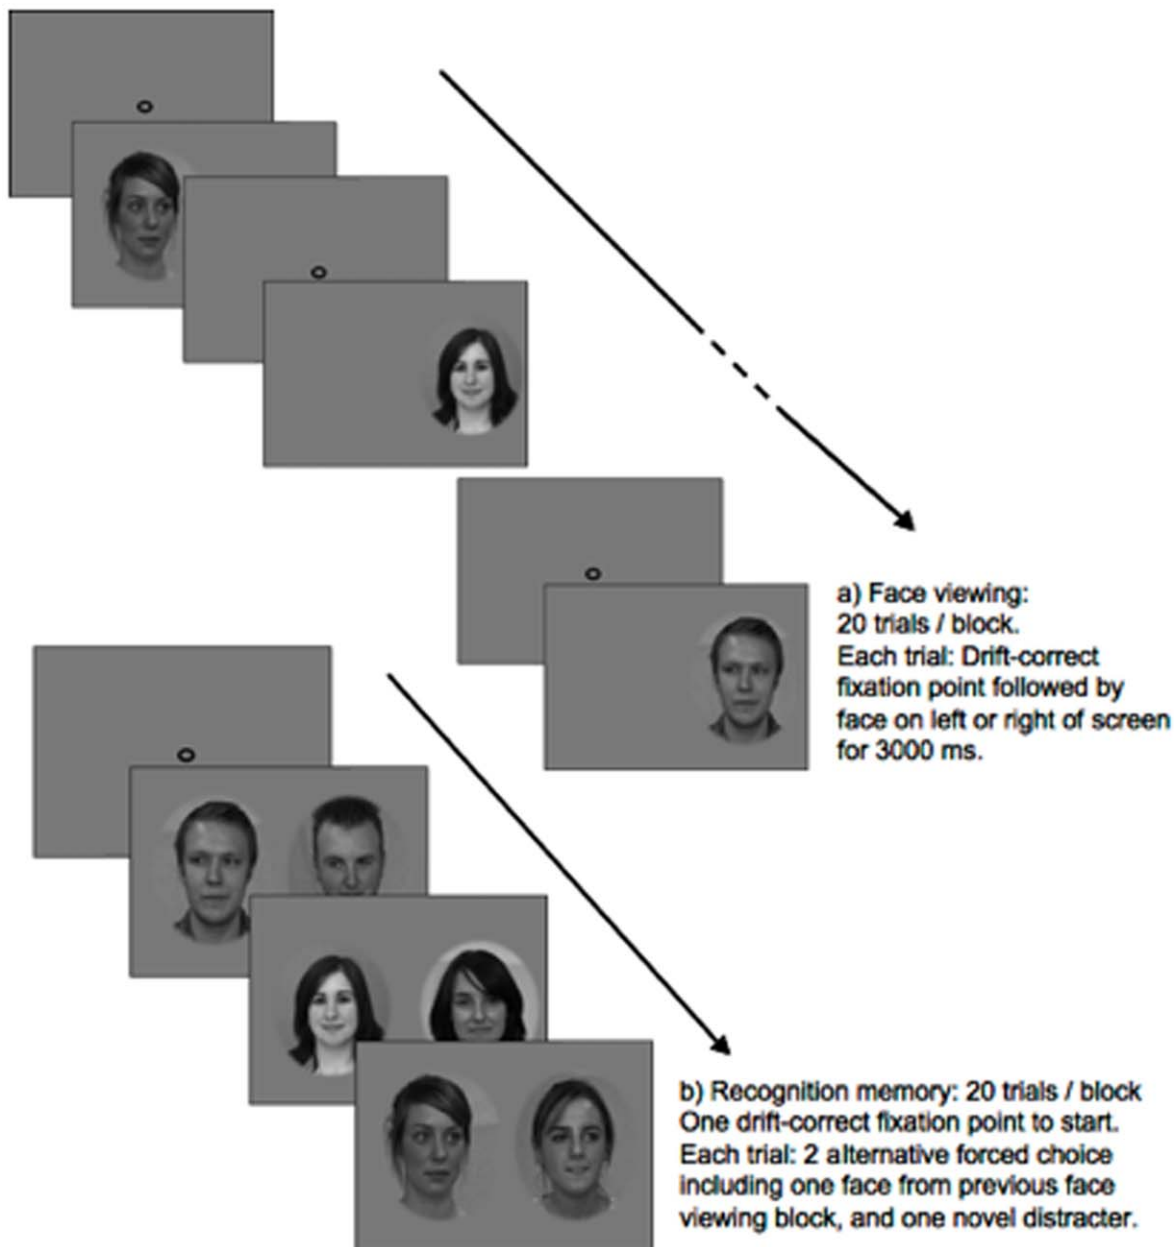 a) Face viewing:
20 trials / block.
Each trial: Drift-correct
fixation point followed by
face on left or right of screen
for 3000 ms.
b) Recognition memory: 20 trials / block
One drift-correct fixation point to start.
Each trial: 2 alternative forced choice
including one face from previous face
viewing block, and one novel distracter.